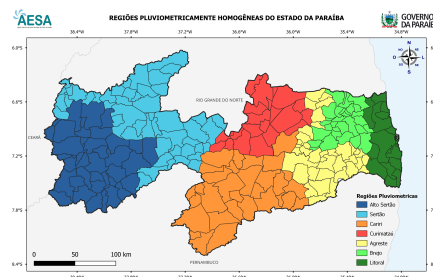 AESA
REGIÕES PLUVIOMETRICAMENTE HOMOGÊNEAS DO ESTADO DA PARAÍBA
GOVERNO
DA PARAÍBA
38.4°W 37.8°W 37.2°W 36.6°W 36.0°W 35.4°W 34.8°W
6.0°S
N
O L
S
RIO GRANDE DO NORTE
6.6°S
CEARÁ
7.2°S
Regiões Pluviometricas
Alto Sertão
Sertão
7.8°S
Cariri
Curimataú
Agreste
0 50 100 km
Brejo
Litoral
PERNAMBUCO
8.4°S